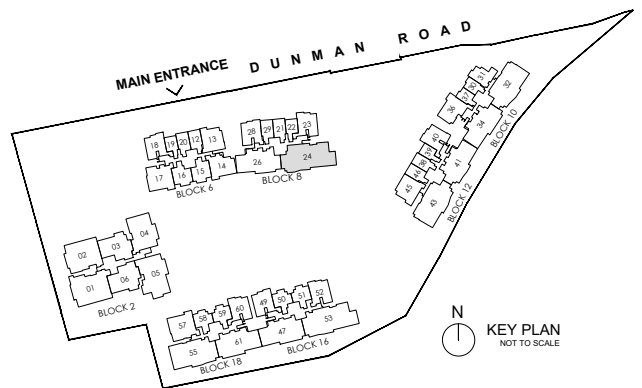 DUNMAN ROAD
MAIN ENTRANCE
18 19 20 12 13
17 16 15 14
BLOCK 6
28 29 21 22 23
26 24
BLOCK 8
31
30
37
32
36
34
BLOCK 10
40
39
38
46
45
41
43
BLOCK 12
02 03 04
01 06 05
BLOCK 2
57 58 59 60
55 61
BLOCK 18
49 50 51 52
47 53
BLOCK 16
N
KEY PLAN
NOT TO SCALE